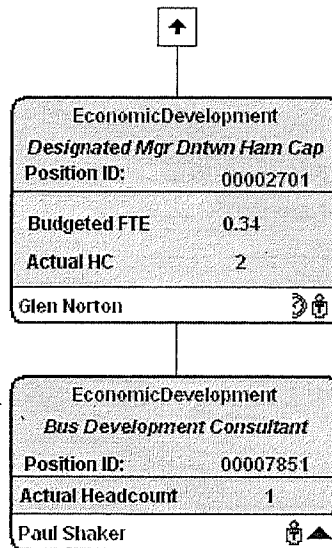 EconomicDevelopment
Designated Mgr Dntwn Ham Cap
Position ID: 00002701
Budgeted FTE 0.34
Actual HC 2
Glen Norton
EconomicDevelopment
Bus Development Consultant
Position ID: 00007851
Actual Headcount 1
Paul Shaker